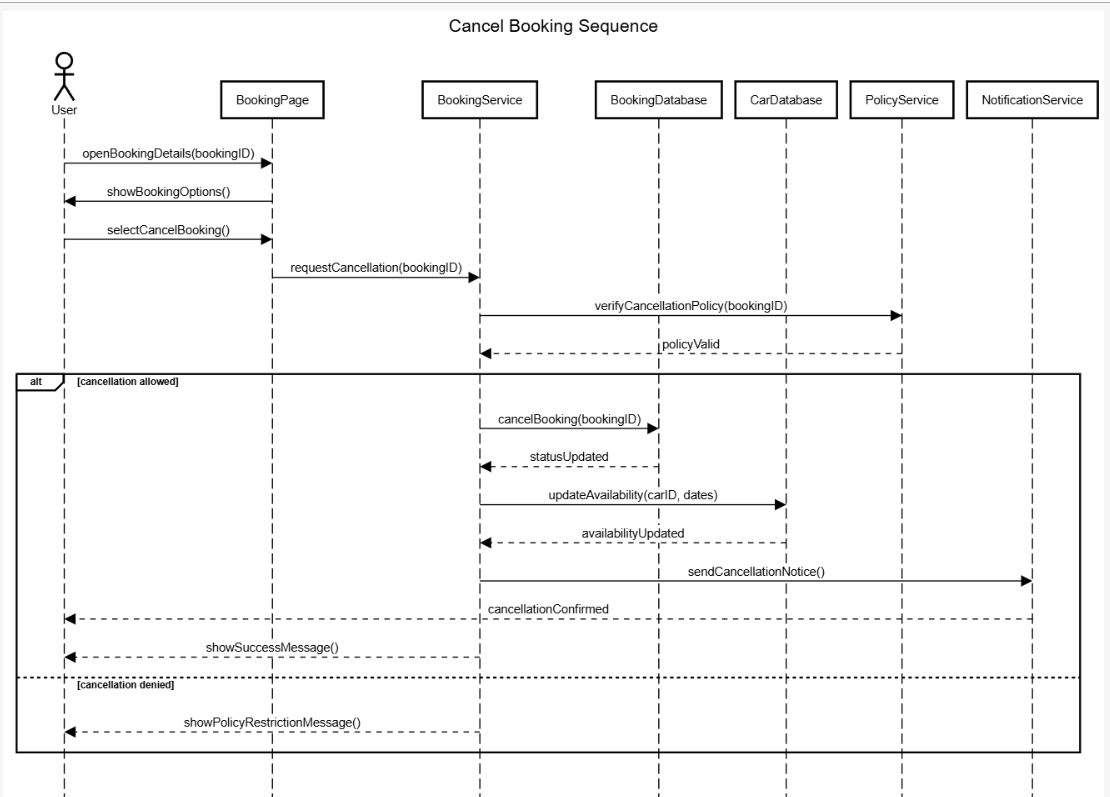 Cancel Booking Sequence
User
BookingPage
BookingService
BookingDatabase
CarDatabase
PolicyService
NotificationService
openBookingDetails(bookingID)
showBookingOptions()
selectCancelBooking()
requestCancellation(bookingID)
verifyCancellationPolicy(bookingID)
policyValid
alt
[cancellation allowed]
cancelBooking(bookingID)
statusUpdated
updateAvailability(carID, dates)
availabilityUpdated
sendCancellationNotice()
cancellationConfirmed
showSuccessMessage()
[cancellation denied]
showPolicyRestrictionMessage()